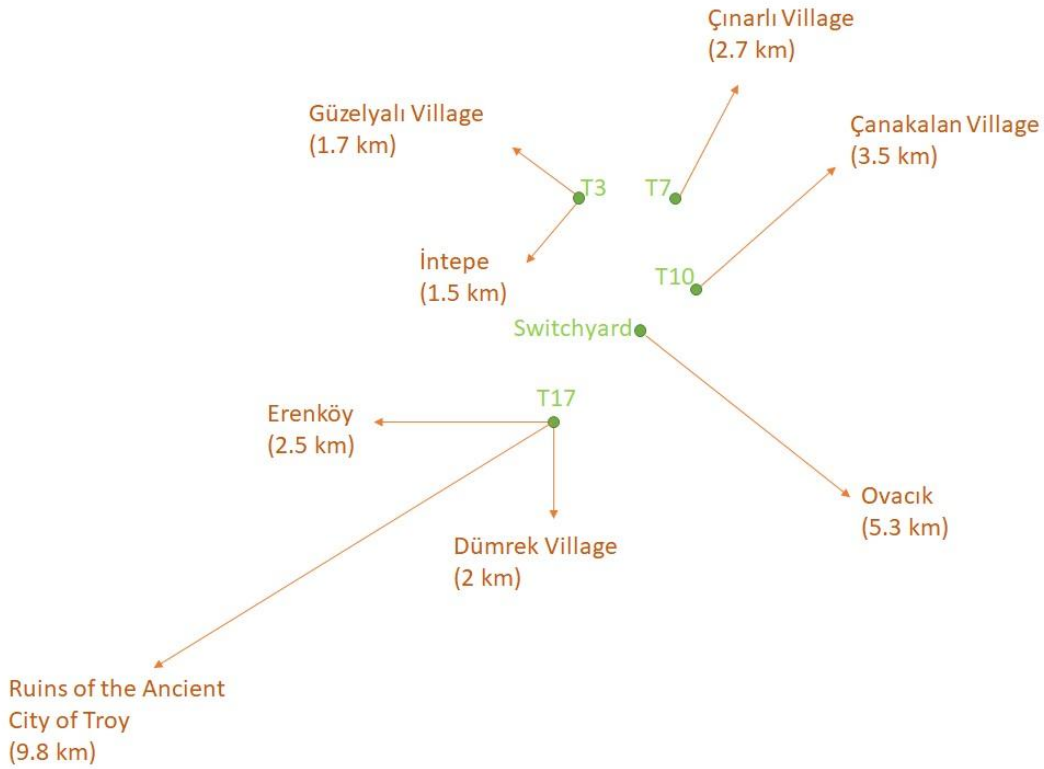 Çınarlı Village
(2.7 km)
Güzelyalı Village
(1.7 km)
Çanakalan Village
(3.5 km)
T3
T7
İntepe
(1.5 km)
T10
Switchyard
T17
Erenköy
(2.5 km)
Ovacık
(5.3 km)
Dümrek Village
(2 km)
Ruins of the Ancient
City of Troy
(9.8 km)